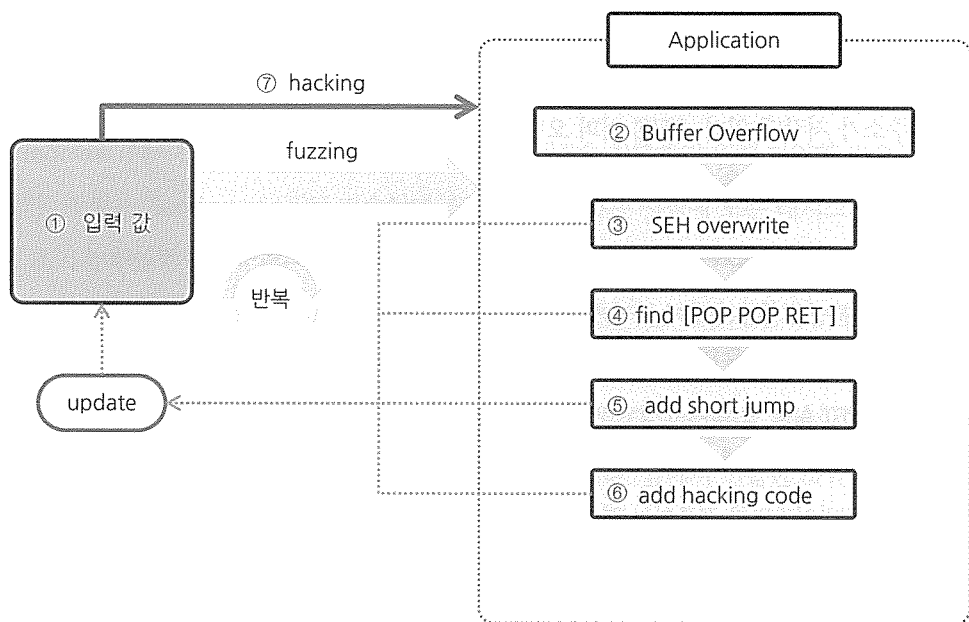 Application
⑦ hacking
② Buffer Overflow
fuzzing
① 입력 값
③ SEH overwrite
반복
④ find [POP POP RET ]
update
⑤ add short jump
⑥ add hacking code